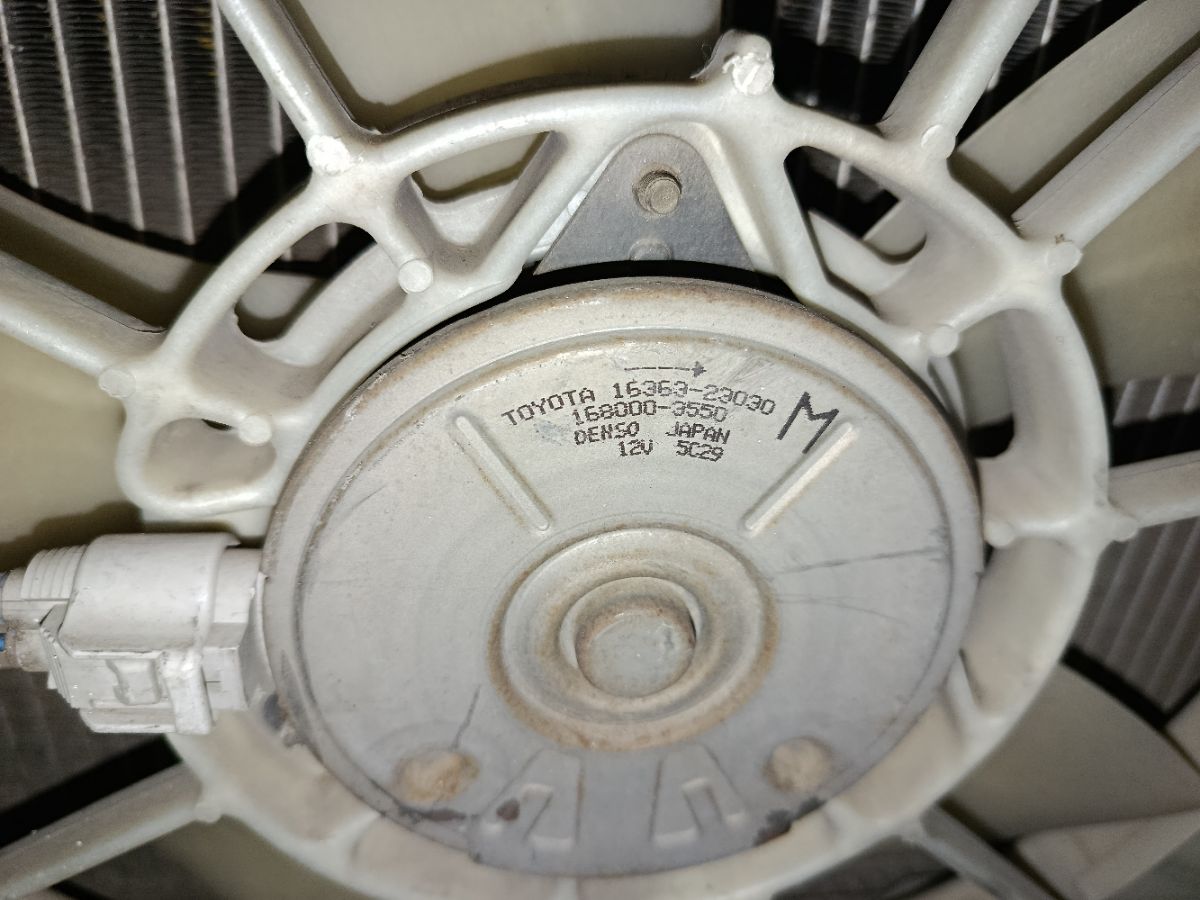 TOYOTA 16363-23030
168000-3550
DENSO JAPAN
12V 5C29
M